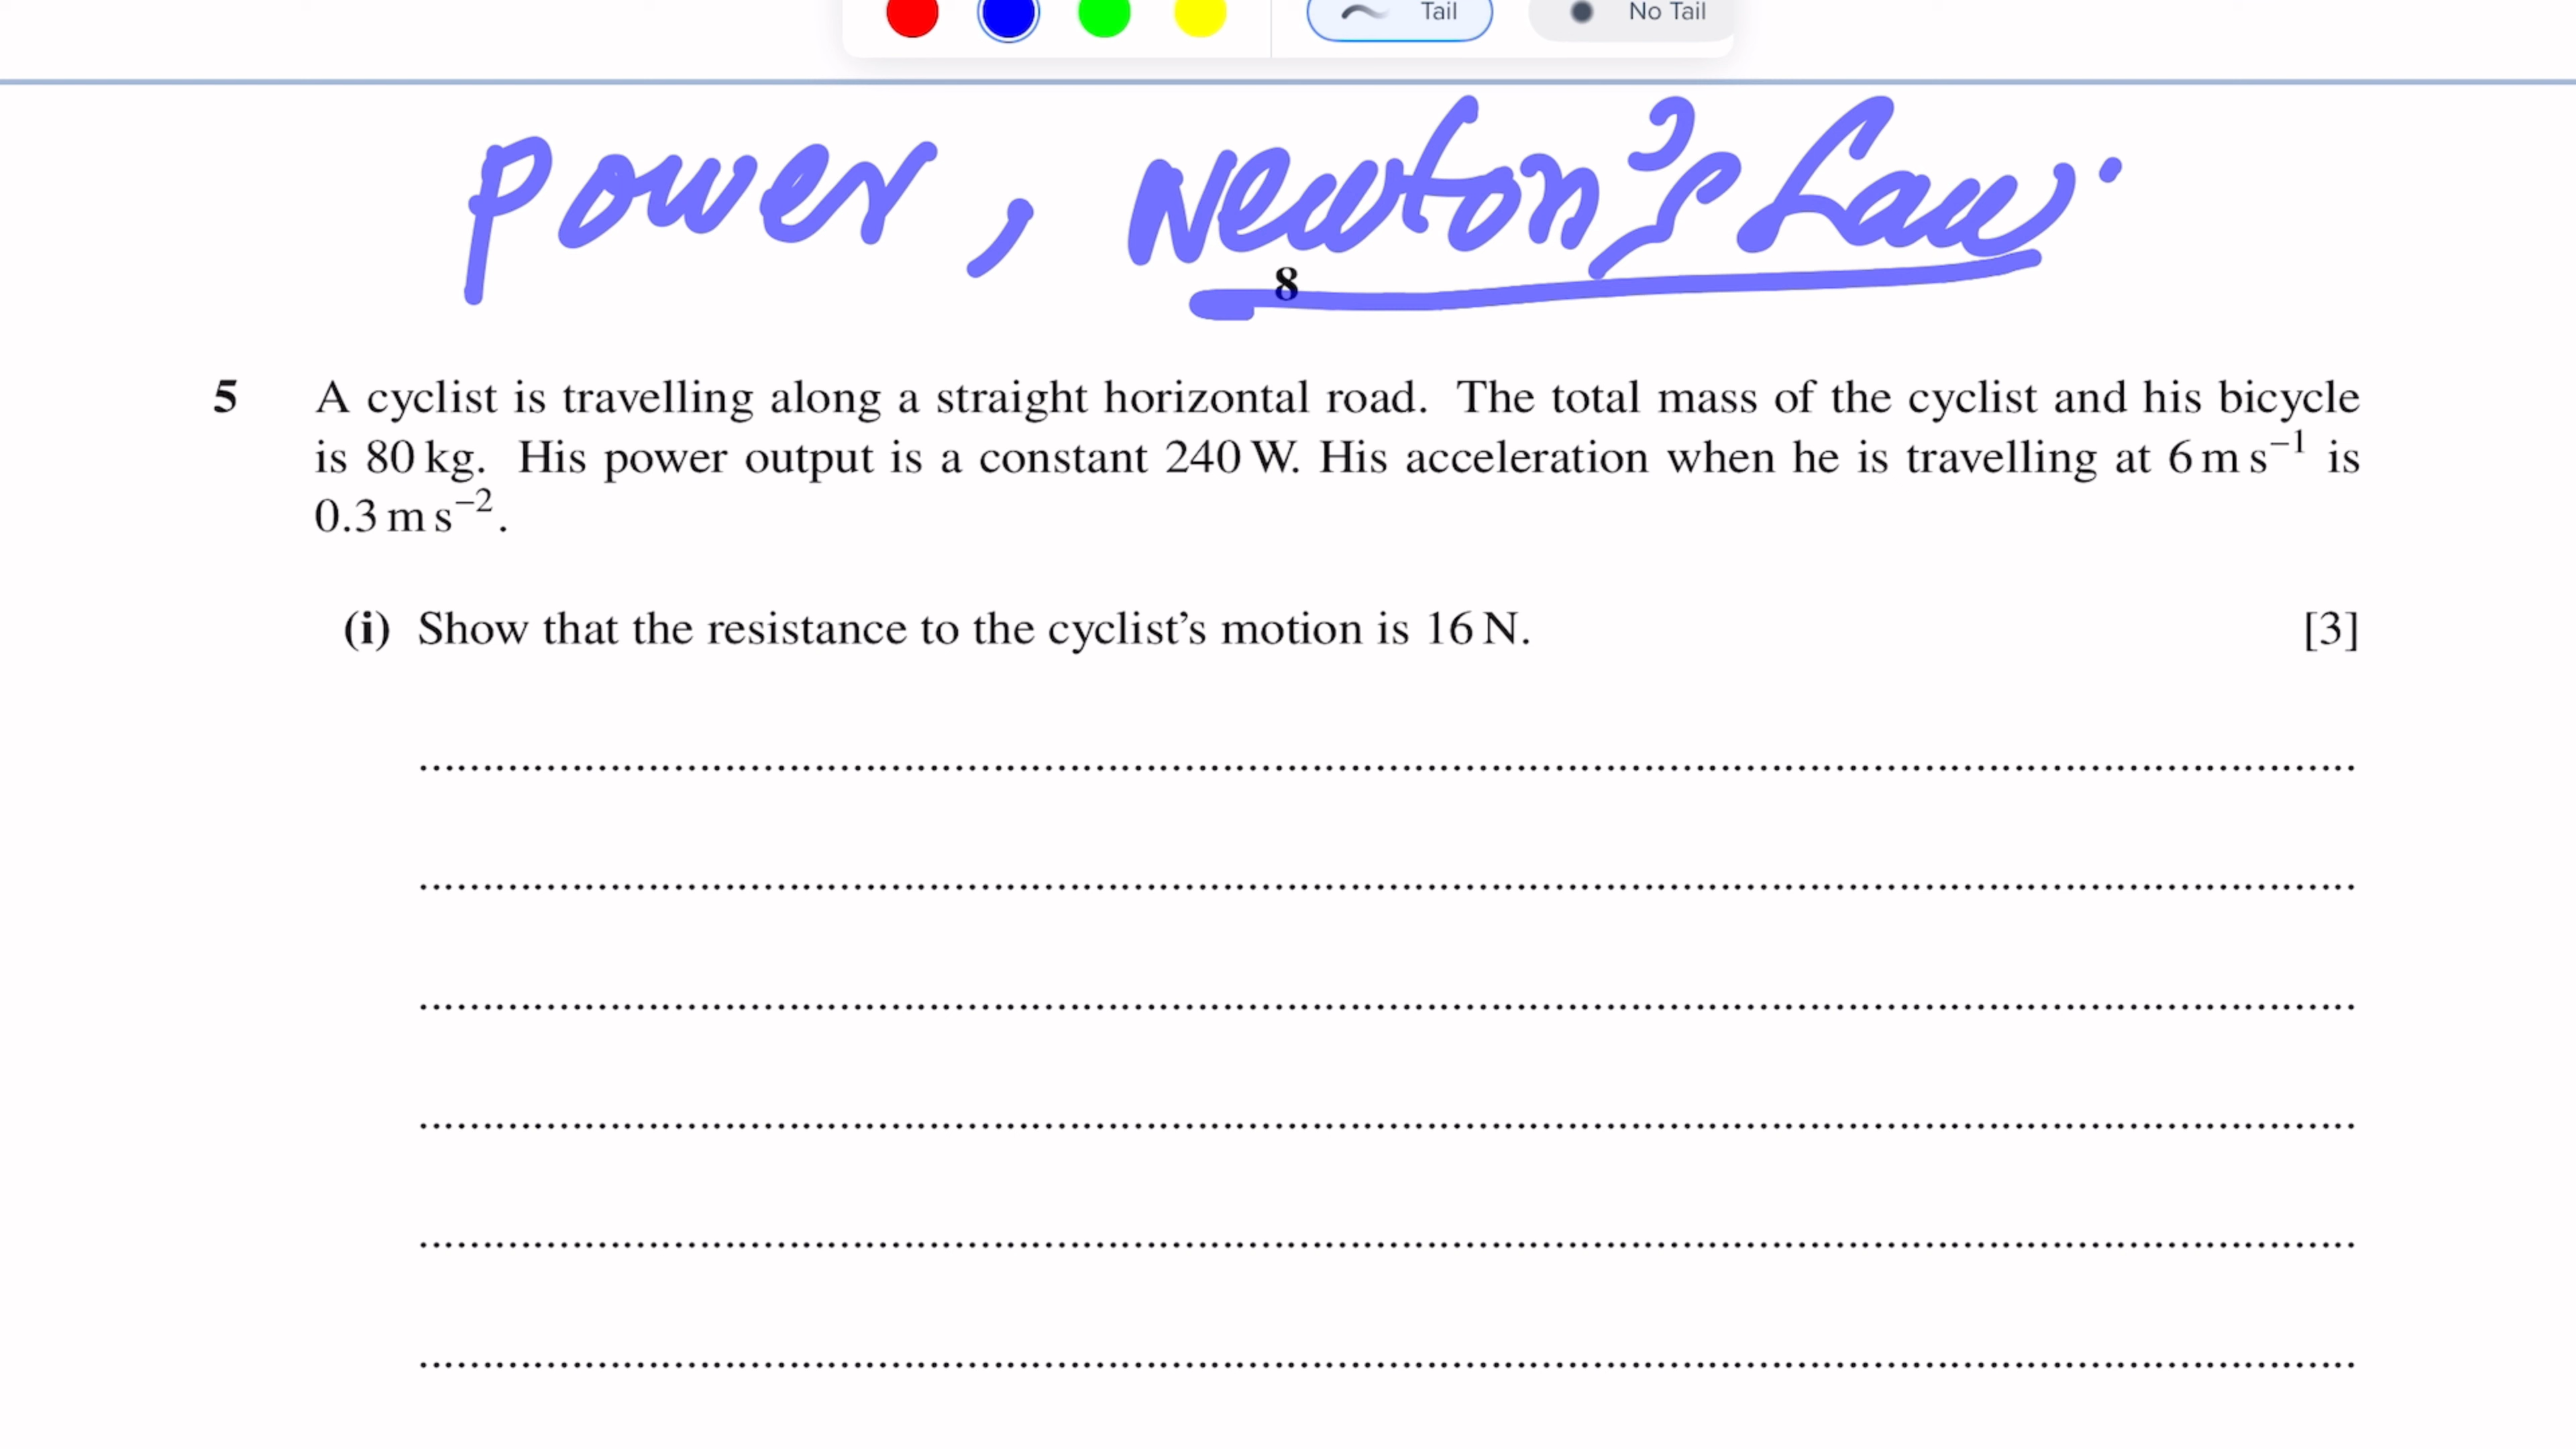 Tail No Tail
power, Newton's Law.
8
5 A cyclist is travelling along a straight horizontal road. The total mass of the cyclist and his bicycle
is 80 kg. His power output is a constant 240 W. His acceleration when he is travelling at 6 m s⁻¹ is
0.3 m s⁻².
(i) Show that the resistance to the cyclist’s motion is 16 N. [3]